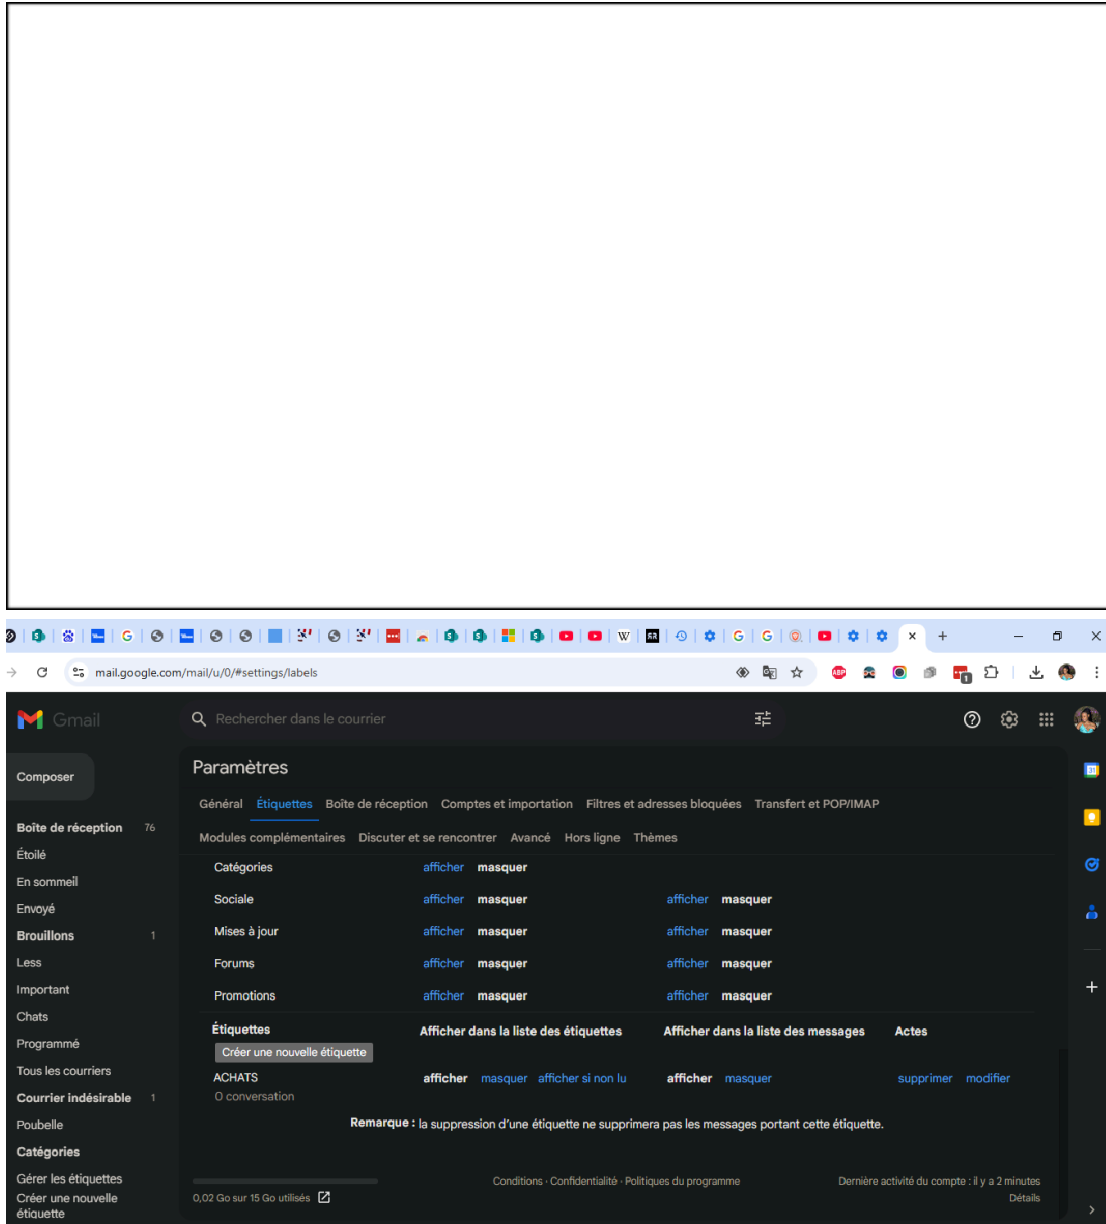 mail.google.com/mail/u/0/#settings/labels
ABP
1
Gmail
Rechercher dans le courrier
Composer
Boîte de réception 76
Étoilé
En sommeil
Envoyé
Brouillons 1
Less
Important
Chats
Programmé
Tous les courriers
Courrier indésirable 1
Poubelle
Catégories
Gérer les étiquettes
Créer une nouvelle
étiquette
Paramètres
Général Étiquettes Boîte de réception Comptes et importation Filtres et adresses bloquées Transfert et POP/IMAP
Modules complémentaires Discuter et se rencontrer Avancé Hors ligne Thèmes
Catégories afficher masquer
Sociale afficher masquer afficher masquer
Mises à jour afficher masquer afficher masquer
Forums afficher masquer afficher masquer
Promotions afficher masquer afficher masquer
Étiquettes Afficher dans la liste des étiquettes Afficher dans la liste des messages Actes
Créer une nouvelle étiquette
ACHATS afficher masquer afficher si non lu afficher masquer supprimer modifier
0 conversation
Remarque : la suppression d'une étiquette ne supprimera pas les messages portant cette étiquette.
0,02 Go sur 15 Go utilisés
Conditions · Confidentialité · Politiques du programme
Dernière activité du compte : il y a 2 minutes
Détails
31